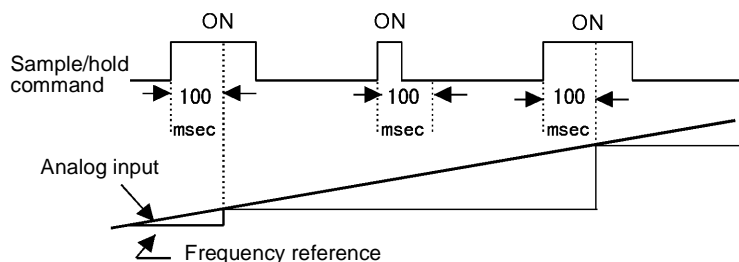 ON ON ON
Sample/hold
command
100 100 100
msec msec msec
Analog input
Frequency reference